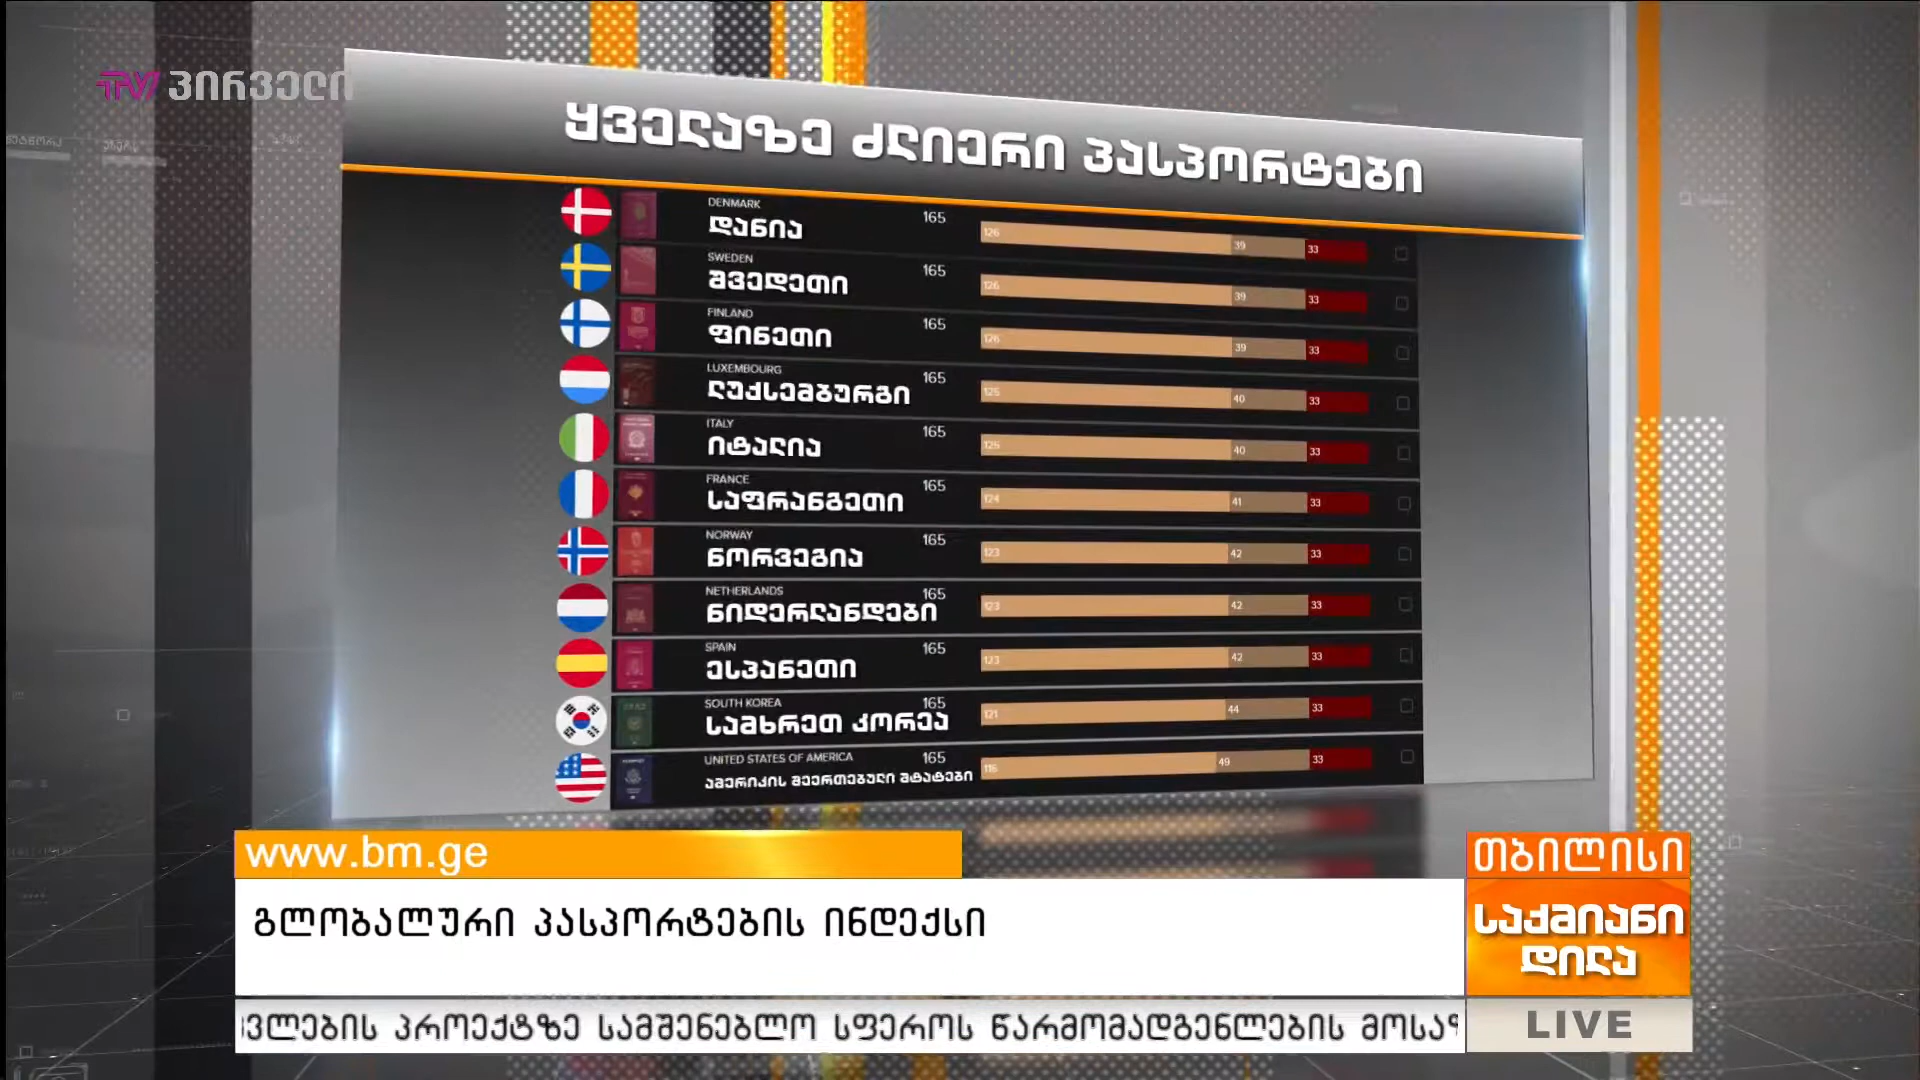 TV პირველი
ყველაზე ძლიერი პასპორტები
DENMARK
დანია
165
126
39
33
SWEDEN
შვედეთი
165
126
39
33
FINLAND
ფინეთი
165
126
39
33
LUXEMBOURG
ლუქსემბურგი
165
125
40
33
ITALY
იტალია
165
125
40
33
FRANCE
საფრანგეთი
165
124
41
33
NORWAY
ნორვეგია
165
123
42
33
NETHERLANDS
ნიდერლანდები
165
123
42
33
SPAIN
ესპანეთი
165
123
42
33
SOUTH KOREA
სამხრეთ კორეა
165
121
44
33
UNITED STATES OF AMERICA
ამერიკის შეერთებული შტატები
165
116
49
33
www.bm.ge
თბილისი
გლობალური პასპორტების ინდექსი
საქმიანი
დილა
ვლების პროექტზე სამშენებლო სფეროს წარმომადგენლების მოსაზ
LIVE